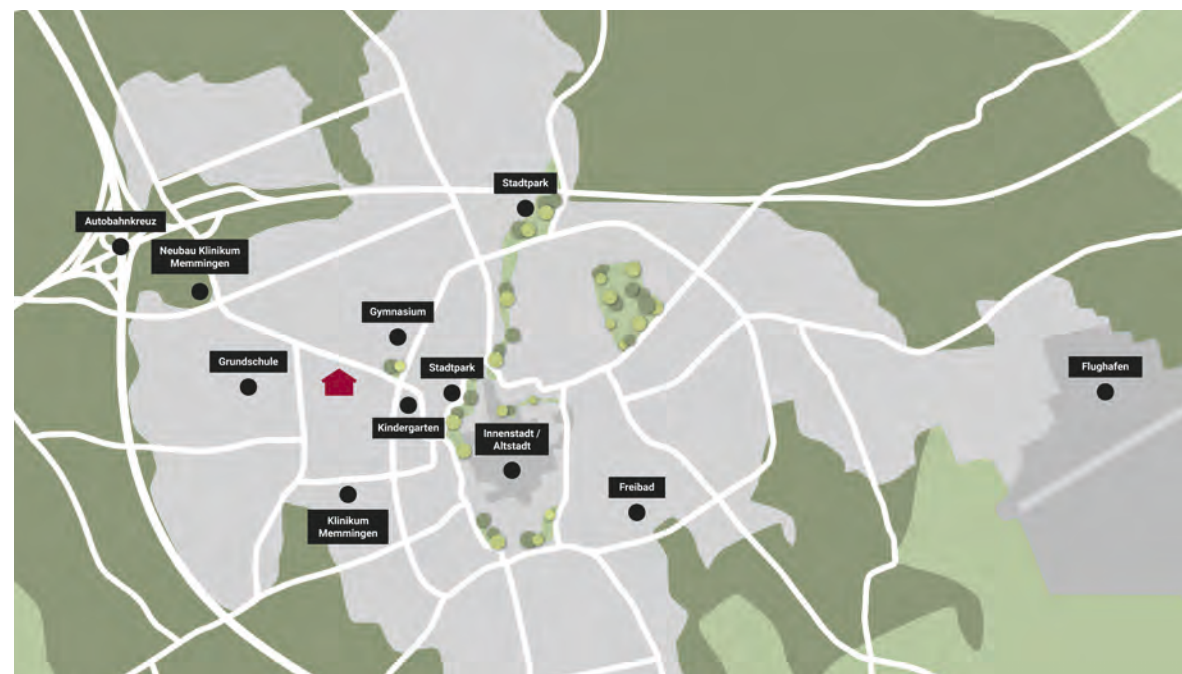 Stadtpark
Autobahnkreuz
Neubau Klinikum
Memmingen
Gymnasium
Grundschule
Stadtpark
Flughafen
Kindergarten
Innenstadt /
Altstadt
Freibad
Klinikum
Memmingen